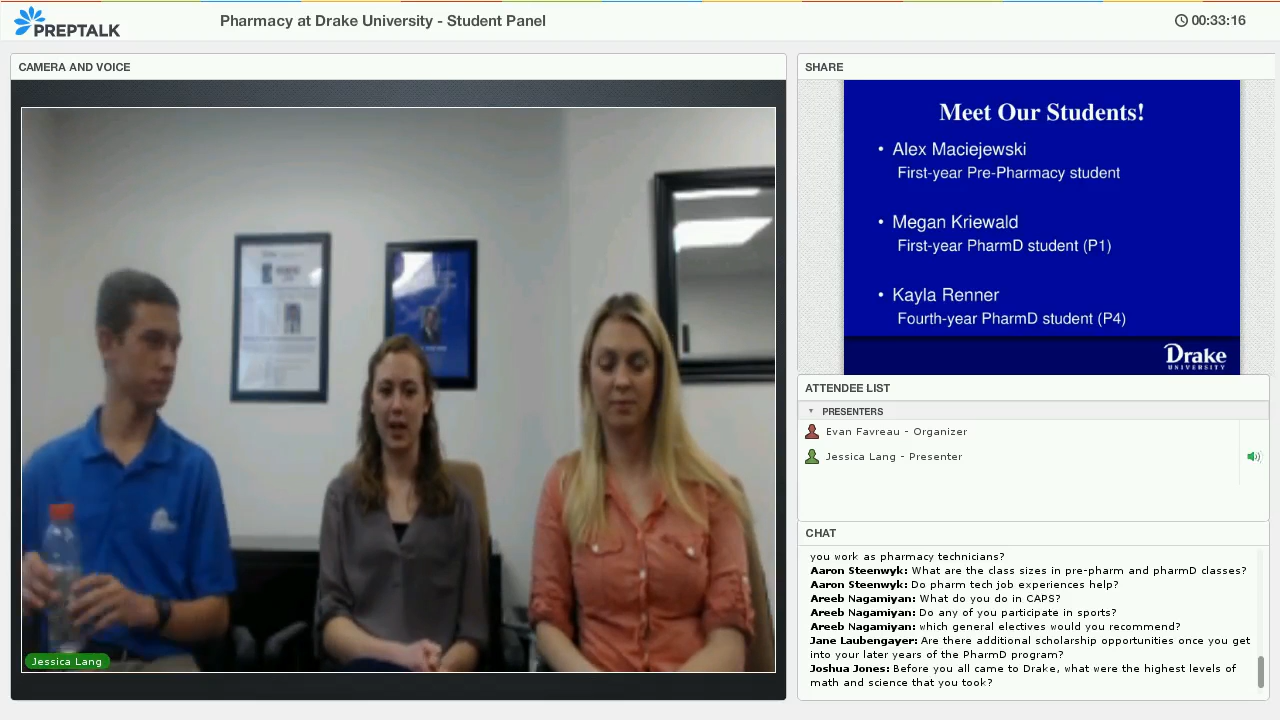 PREPTALK
Pharmacy at Drake University - Student Panel
00:33:16
CAMERA AND VOICE
Jessica Lang
SHARE
Meet Our Students!
• Alex Maciejewski
First-year Pre-Pharmacy student
• Megan Kriewald
First-year PharmD student (P1)
• Kayla Renner
Fourth-year PharmD student (P4)
Drake
UNIVERSITY
ATTENDEE LIST
PRESENTERS
Evan Favreau - Organizer
Jessica Lang - Presenter
CHAT
you work as pharmacy technicians?
Aaron Steenwyk: What are the class sizes in pre-pharm and pharmD classes?
Aaron Steenwyk: Do pharm tech job experiences help?
Areeb Nagamiyan: What do you do in CAPS?
Areeb Nagamiyan: Do any of you participate in sports?
Areeb Nagamiyan: which general electives would you recommend?
Jane Laubengayer: Are there additional scholarship opportunities once you get
into your later years of the PharmD program?
Joshua Jones: Before you all came to Drake, what were the highest levels of
math and science that you took?